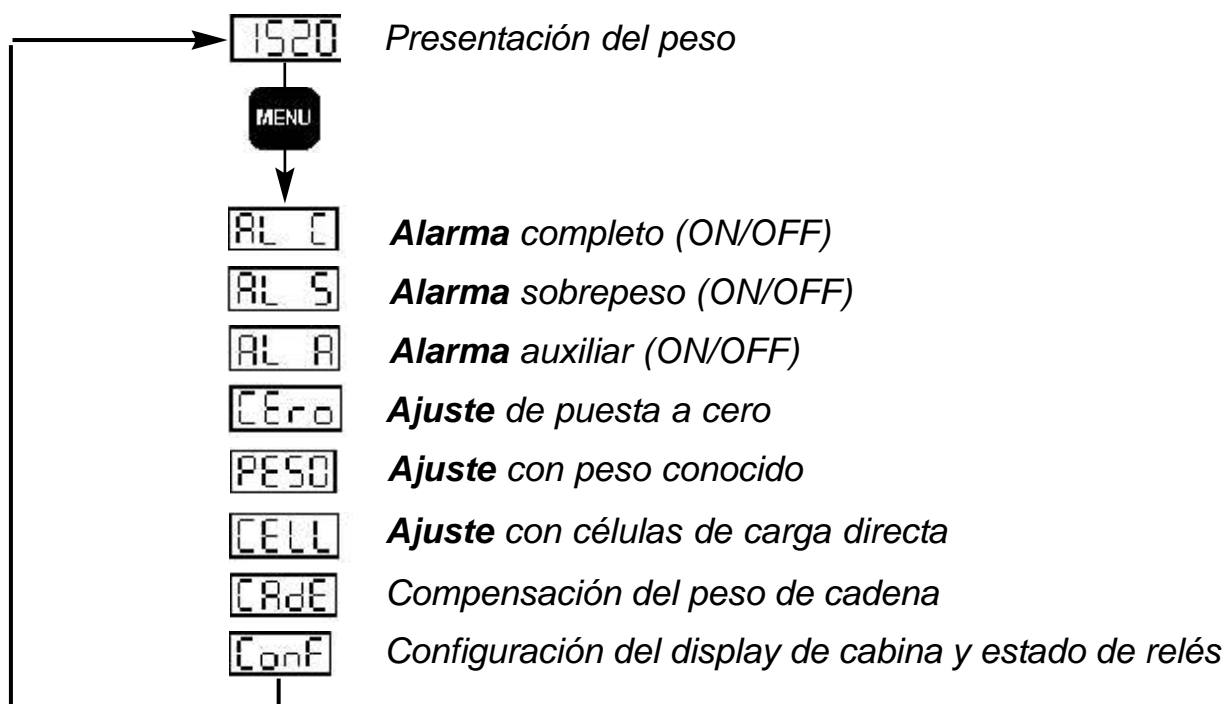 1520 Presentación del peso
MENU
AL C Alarma completo (ON/OFF)
AL S Alarma sobrepeso (ON/OFF)
AL A Alarma auxiliar (ON/OFF)
CEro Ajuste de puesta a cero
PESO Ajuste con peso conocido
CELL Ajuste con células de carga directa
CAdE Compensación del peso de cadena
ConF Configuración del display de cabina y estado de relés